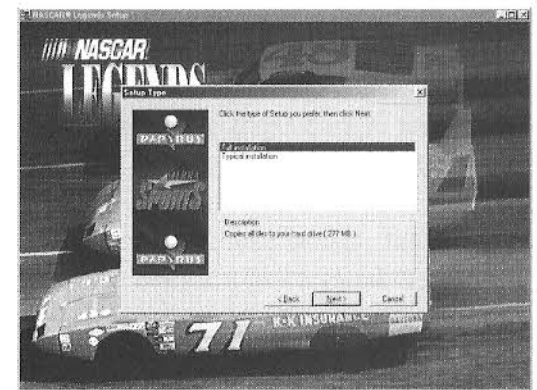 NASCAR® Legends Setup
NASCAR
LEGENDS
Setup Type
Click the type of Setup you prefer, then click Next.
PAPYRUS
Full installation
Typical installation
SIERRA
SPORTS
Description
Copies all files to your hard drive ( 277 MB )
PAPYRUS
< Back
Next >
Cancel
71
K&K INSURANCE